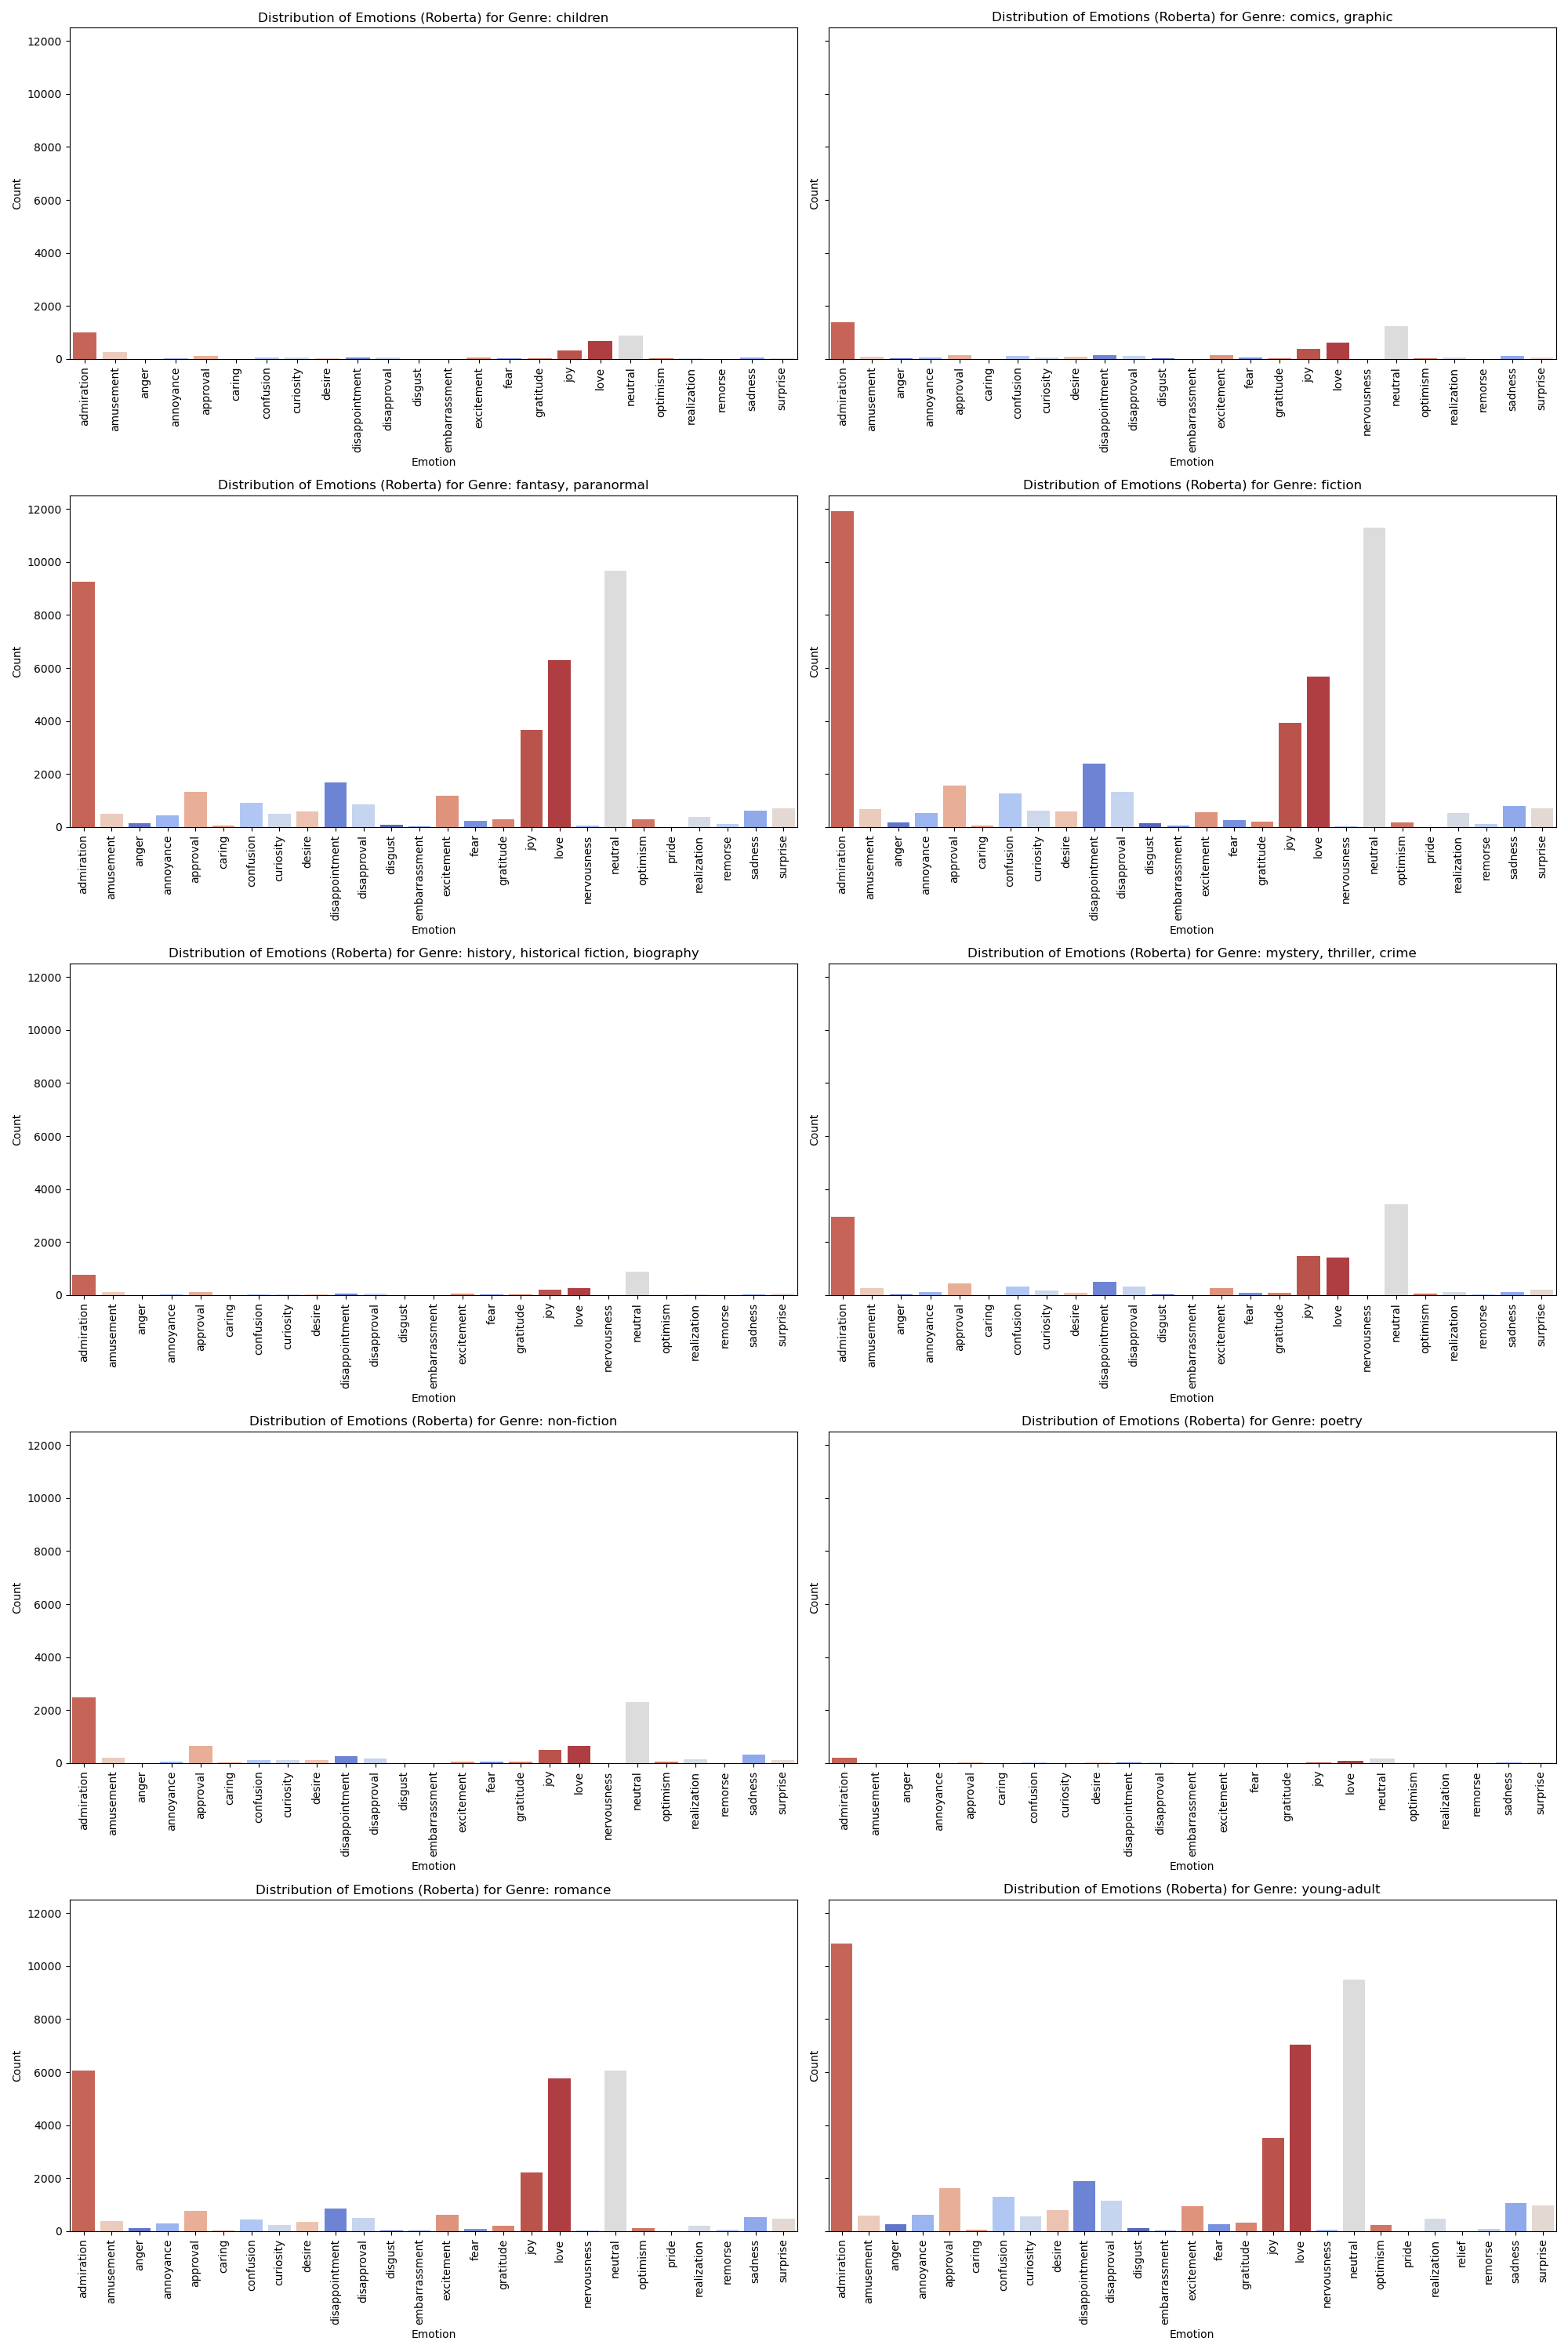 Distribution of Emotions (Roberta) for Genre: children
12000
10000
8000
6000
4000
2000
0
Count
admiration
amusement
anger
annoyance
approval
caring
confusion
curiosity
desire
disappointment
disapproval
disgust
embarrassment
excitement
fear
gratitude
joy
love
neutral
optimism
realization
remorse
sadness
surprise
Emotion
Distribution of Emotions (Roberta) for Genre: comics, graphic
Count
admiration
amusement
anger
annoyance
approval
caring
confusion
curiosity
desire
disappointment
disapproval
disgust
embarrassment
excitement
fear
gratitude
joy
love
nervousness
neutral
optimism
realization
remorse
sadness
surprise
Emotion
Distribution of Emotions (Roberta) for Genre: fantasy, paranormal
12000
10000
8000
6000
4000
2000
0
Count
admiration
amusement
anger
annoyance
approval
caring
confusion
curiosity
desire
disappointment
disapproval
disgust
embarrassment
excitement
fear
gratitude
joy
love
nervousness
neutral
optimism
pride
realization
remorse
sadness
surprise
Emotion
Distribution of Emotions (Roberta) for Genre: fiction
Count
admiration
amusement
anger
annoyance
approval
caring
confusion
curiosity
desire
disappointment
disapproval
disgust
embarrassment
excitement
fear
gratitude
joy
love
nervousness
neutral
optimism
pride
realization
remorse
sadness
surprise
Emotion
Distribution of Emotions (Roberta) for Genre: history, historical fiction, biography
12000
10000
8000
6000
4000
2000
0
Count
admiration
amusement
anger
annoyance
approval
caring
confusion
curiosity
desire
disappointment
disapproval
disgust
embarrassment
excitement
fear
gratitude
joy
love
nervousness
neutral
optimism
realization
remorse
sadness
surprise
Emotion
Distribution of Emotions (Roberta) for Genre: mystery, thriller, crime
Count
admiration
amusement
anger
annoyance
approval
caring
confusion
curiosity
desire
disappointment
disapproval
disgust
embarrassment
excitement
fear
gratitude
joy
love
nervousness
neutral
optimism
realization
remorse
sadness
surprise
Emotion
Distribution of Emotions (Roberta) for Genre: non-fiction
12000
10000
8000
6000
4000
2000
0
Count
admiration
amusement
anger
annoyance
approval
caring
confusion
curiosity
desire
disappointment
disapproval
disgust
embarrassment
excitement
fear
gratitude
joy
love
nervousness
neutral
optimism
realization
remorse
sadness
surprise
Emotion
Distribution of Emotions (Roberta) for Genre: poetry
Count
admiration
amusement
anger
annoyance
approval
caring
confusion
curiosity
desire
disappointment
disapproval
embarrassment
excitement
fear
gratitude
joy
love
neutral
optimism
realization
remorse
sadness
surprise
Emotion
Distribution of Emotions (Roberta) for Genre: romance
12000
10000
8000
6000
4000
2000
0
Count
admiration
amusement
anger
annoyance
approval
caring
confusion
curiosity
desire
disappointment
disapproval
disgust
embarrassment
excitement
fear
gratitude
joy
love
nervousness
neutral
optimism
pride
realization
remorse
sadness
surprise
Emotion
Distribution of Emotions (Roberta) for Genre: young-adult
Count
admiration
amusement
anger
annoyance
approval
caring
confusion
curiosity
desire
disappointment
disapproval
disgust
embarrassment
excitement
fear
gratitude
joy
love
nervousness
neutral
optimism
pride
realization
relief
remorse
sadness
surprise
Emotion